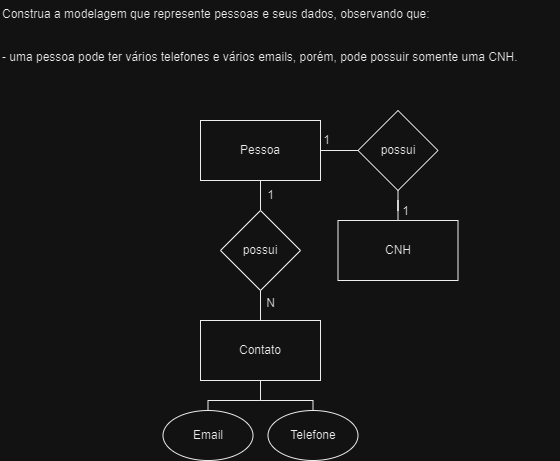 Construa a modelagem que represente pessoas e seus dados, observando que:
- uma pessoa pode ter vários telefones e vários emails, porém, pode possuir somente uma CNH.
Pessoa
1
possui
1
1
possui
CNH
N
Contato
Email
Telefone